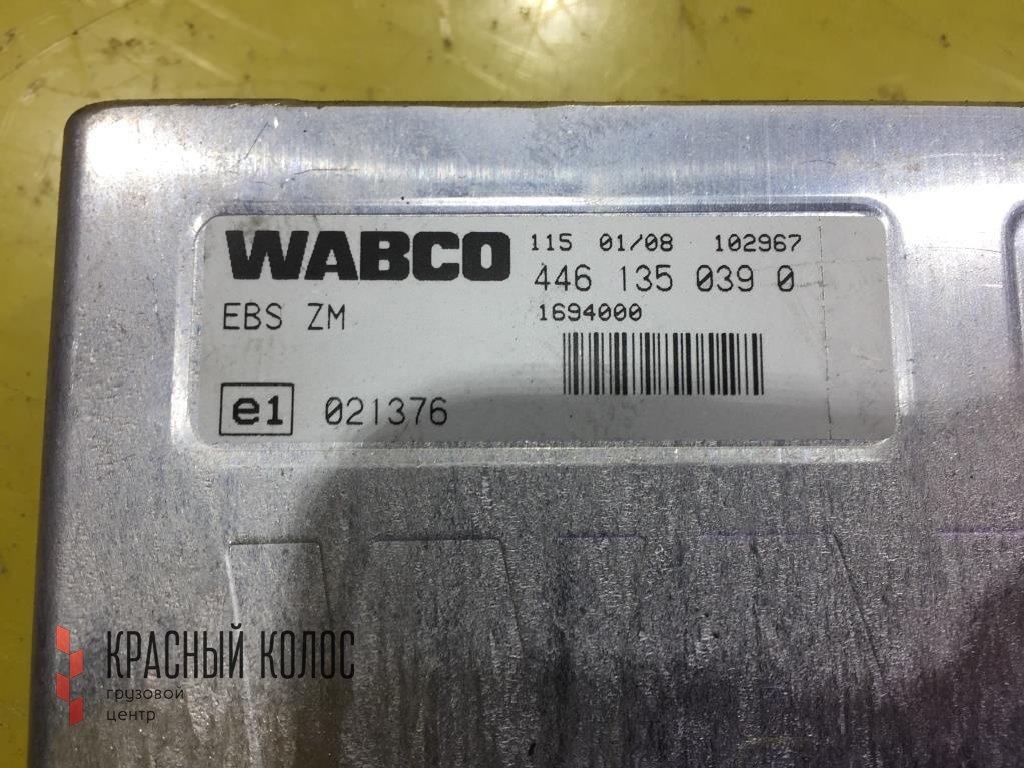 WABCO
115 01/08 102967
446 135 039 0
EBS ZM
1694000
e1 021376
КРАСНЫЙ КОЛОС
грузовой
центр